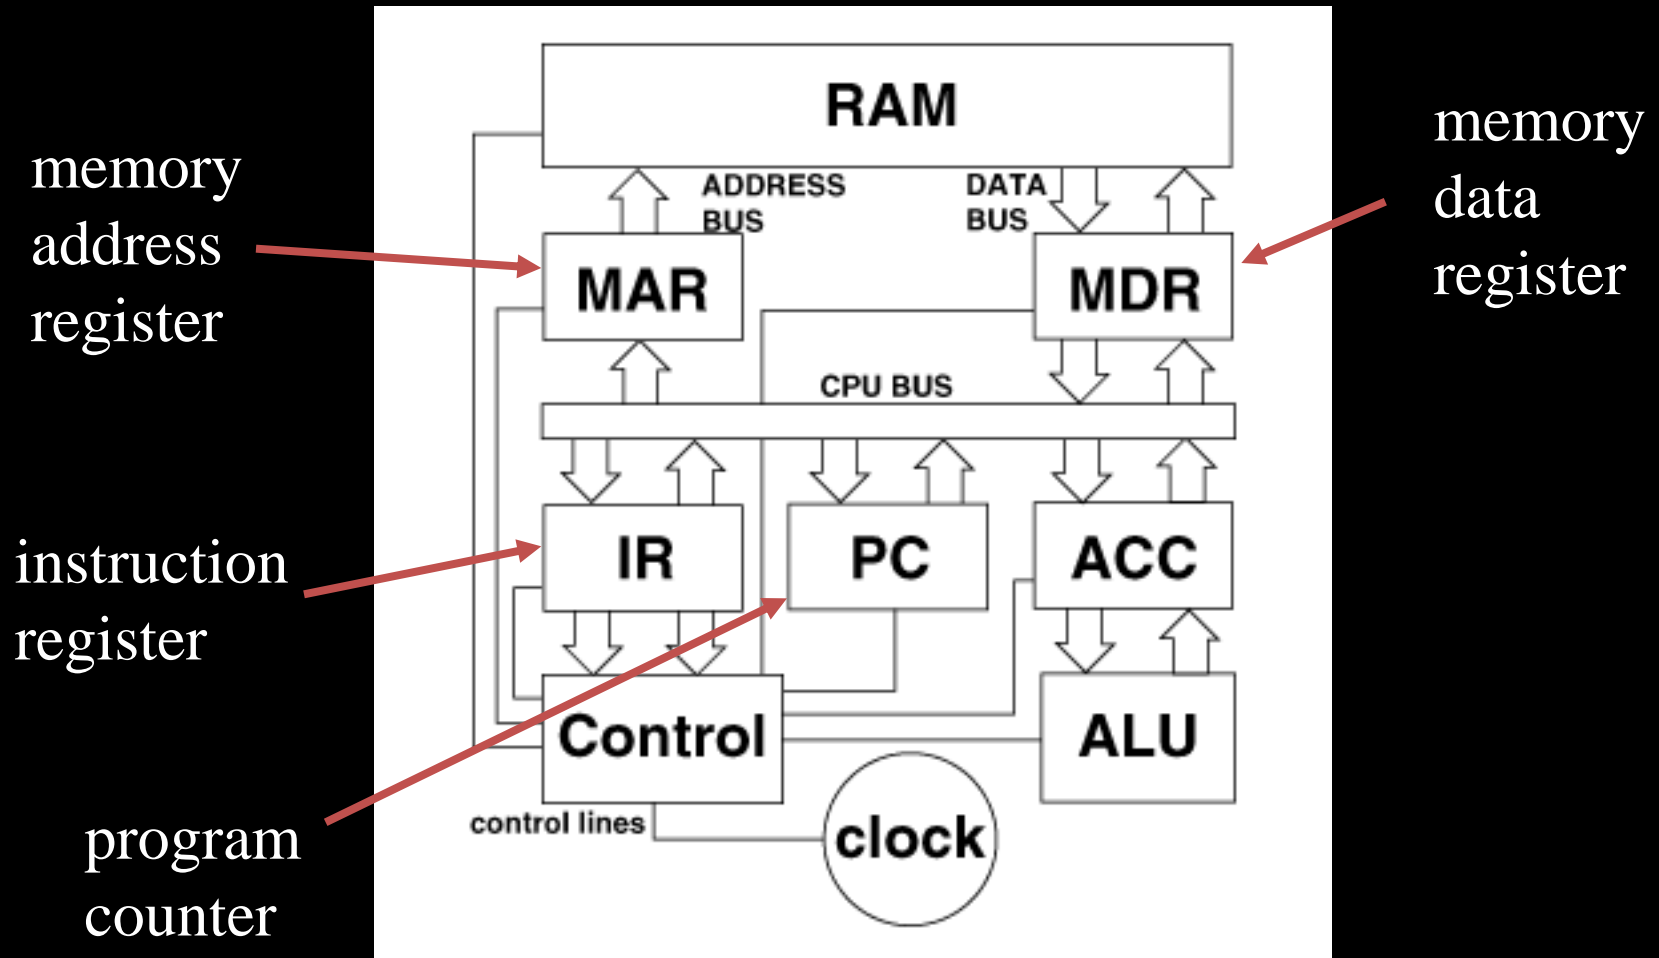 RAM
memory
address
register
ADDRESS
BUS
DATA
BUS
memory
data
register
MAR
MDR
CPU BUS
instruction
register
IR
PC
ACC
Control
ALU
control lines
clock
program
counter